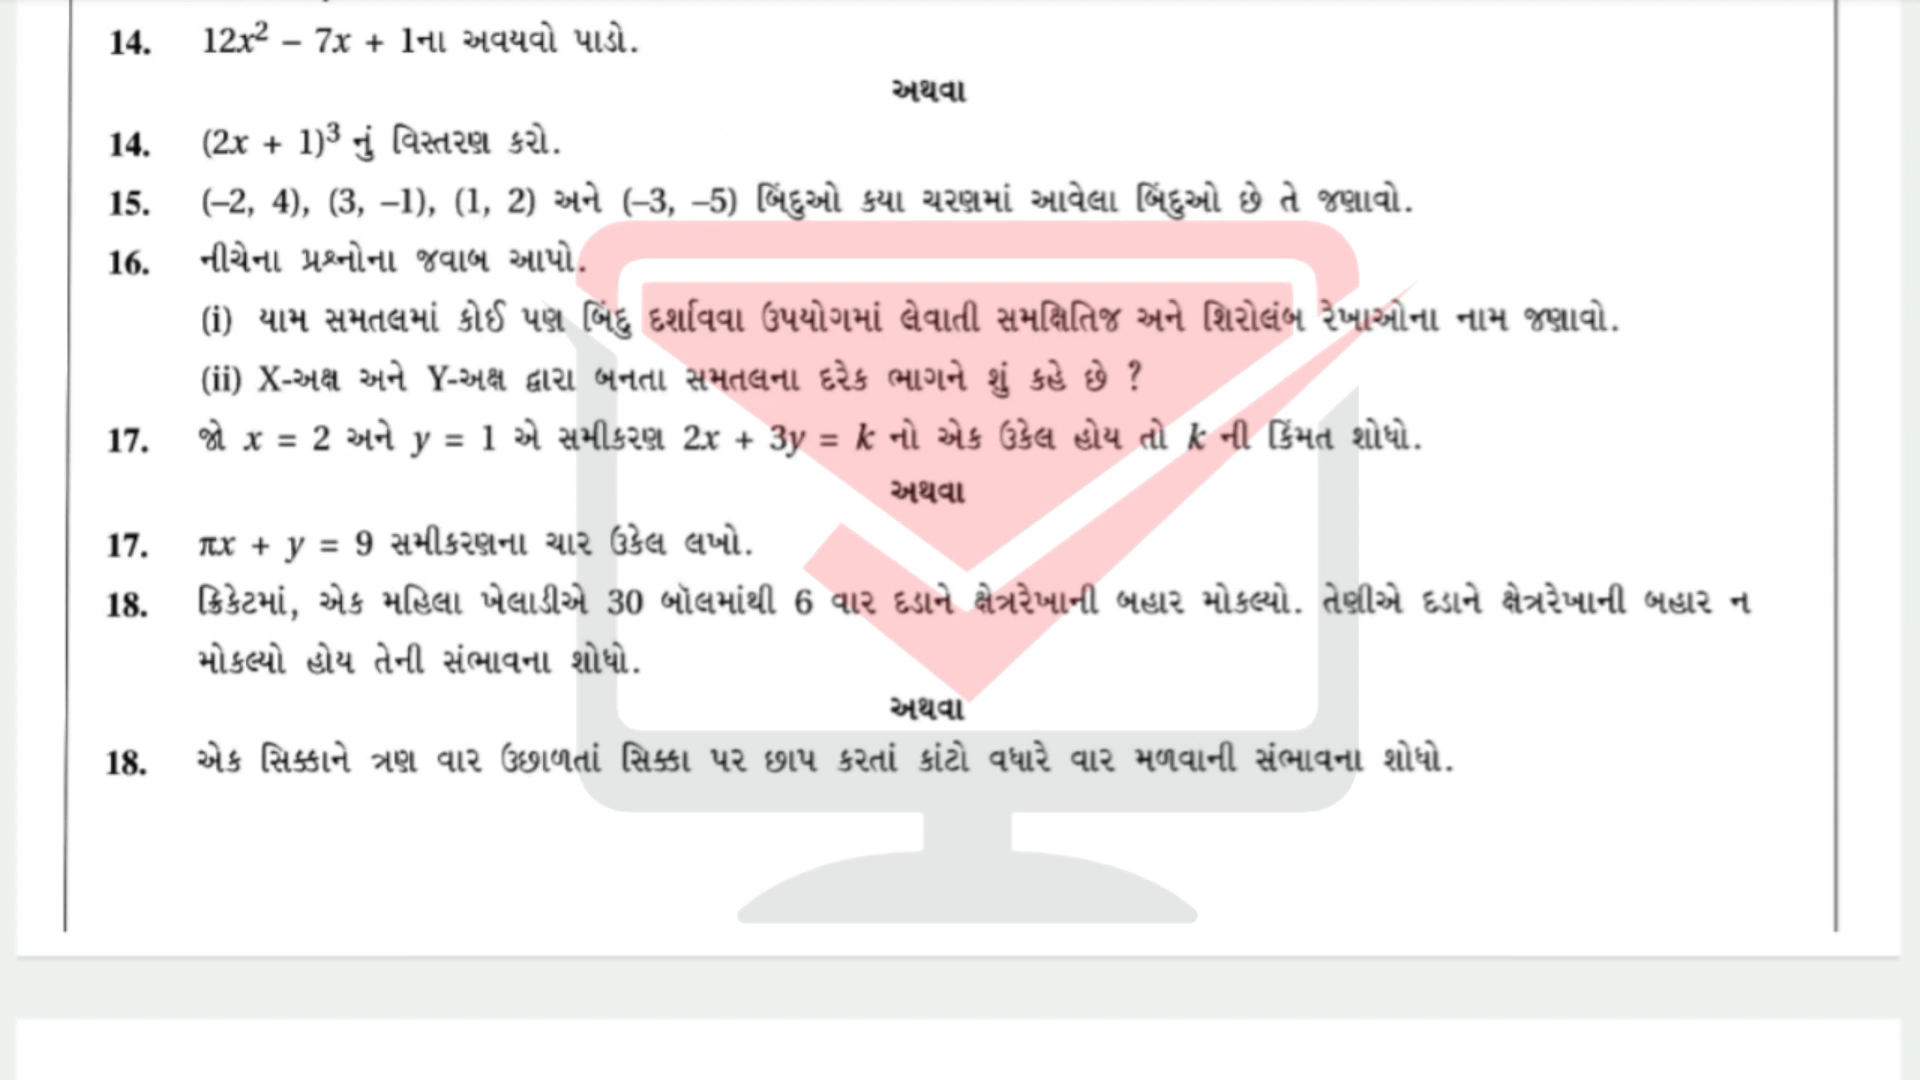 14. 12x² – 7x + 1ના અવયવો પાડો.
અથવા
14. (2x + 1)³ નું વિસ્તરણ કરો.
15. (–2, 4), (3, –1), (1, 2) અને (–3, –5) બિંદુઓ કયા ચરણમાં આવેલા બિંદુઓ છે તે જણાવો.
16. નીચેના પ્રશ્નોના જવાબ આપો.
(i) યામ સમતલમાં કોઈ પણ બિંદુ દર્શાવવા ઉપયોગમાં લેવાતી સમક્ષિતિજ અને શિરોલંબ રેખાઓના નામ જણાવો.
(ii) X-અક્ષ અને Y-અક્ષ દ્વારા બનતા સમતલના દરેક ભાગને શું કહે છે ?
17. જો x = 2 અને y = 1 એ સમીકરણ 2x + 3y = k નો એક ઉકેલ હોય તો k ની કિંમત શોધો.
અથવા
17. πx + y = 9 સમીકરણના ચાર ઉકેલ લખો.
18. ક્રિકેટમાં, એક મહિલા ખેલાડીએ 30 બૉલમાંથી 6 વાર દડાને ક્ષેત્રરેખાની બહાર મોકલ્યો. તેણીએ દડાને ક્ષેત્રરેખાની બહાર ન
મોકલ્યો હોય તેની સંભાવના શોધો.
અથવા
18. એક સિક્કાને ત્રણ વાર ઉછાળતાં સિક્કા પર છાપ કરતાં કાંટો વધારે વાર મળવાની સંભાવના શોધો.